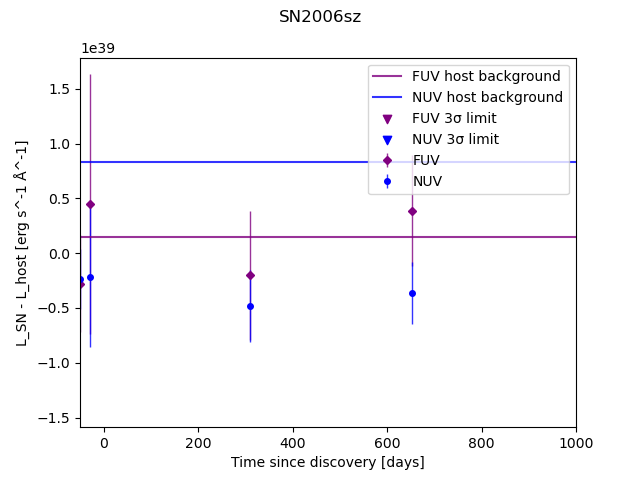 SN2006sz
1e39
FUV host background
NUV host background
FUV 3σ limit
NUV 3σ limit
FUV
NUV
L_SN - L_host [erg s^-1 Å^-1]
1.5
1.0
0.5
0.0
−0.5
−1.0
−1.5
0
200
400
600
800
1000
Time since discovery [days]